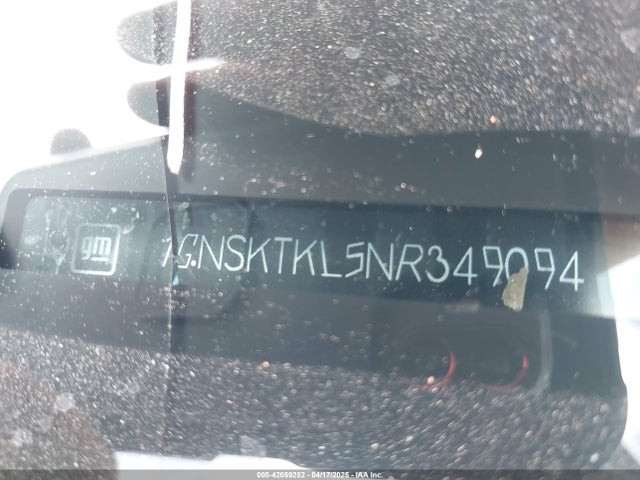 gm 1GNSKTKL5NR349094
000-42059252 - 04/17/2025 - IAA Inc.